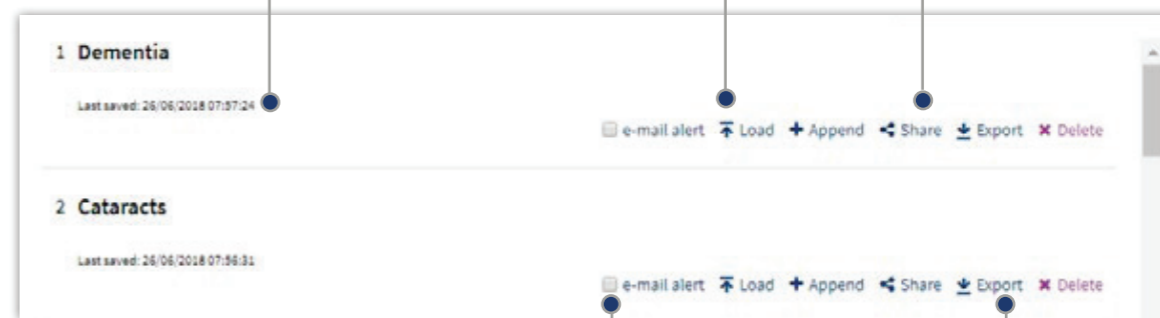 1 Dementia
Last saved: 26/06/2018 07:57:24
e-mail alert Load Append Share Export Delete
2 Cataracts
Last saved: 26/06/2018 07:56:31
e-mail alert Load Append Share Export Delete